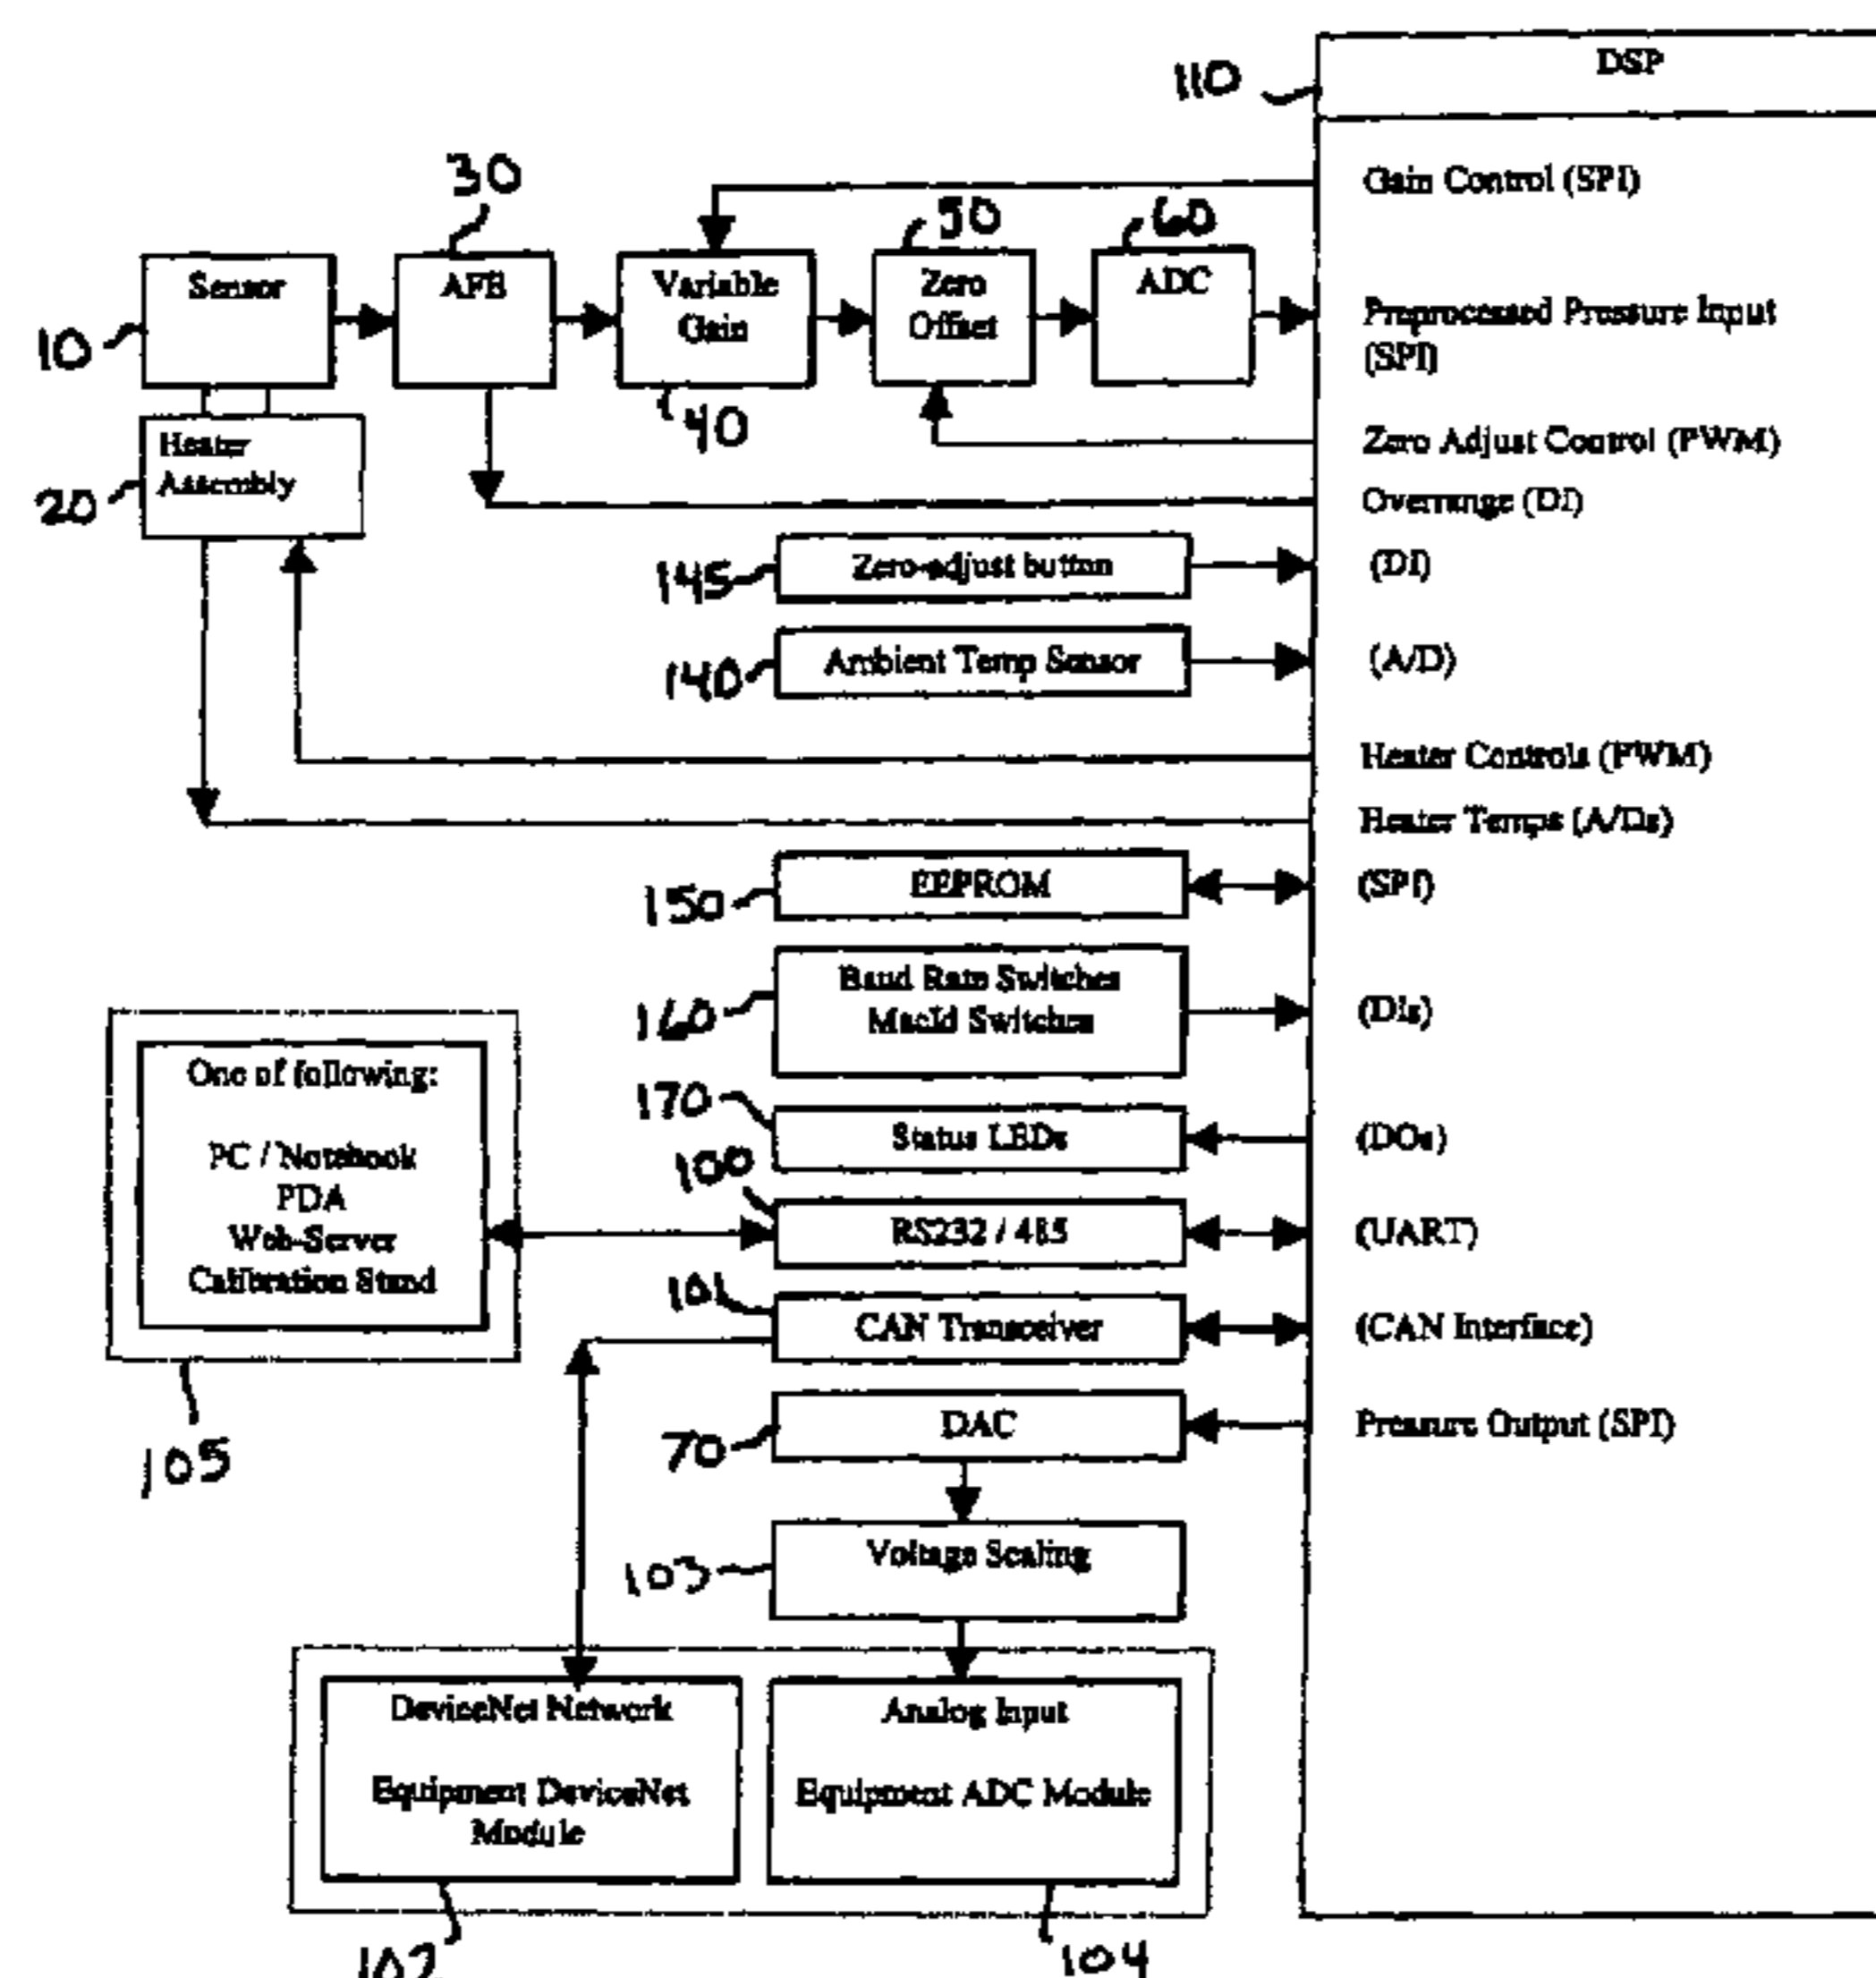 DSP
110
Gain Control (SPI)
30
50
60
Sensor
AFE
Variable
Gain
Zero
Offset
ADC
Preprocessed Pressure Input
(SPI)
10
40
Heater
Assembly
20
Zero Adjust Control (PWM)
Overrange (DI)
145
Zero-adjust button
(DI)
140
Ambient Temp Sensor
(A/D)
Heater Controls (PWM)
Heater Temps (A/Ds)
150
EEPROM
(SPI)
160
Baud Rate Switches
MacId Switches
(DIs)
One of following:
PC / Notebook
PDA
Web-Server
Calibration Stand
105
170
Status LEDs
(DOs)
100
RS232 / 485
(UART)
101
CAN Transceiver
(CAN Interface)
70
DAC
Pressure Output (SPI)
103
Voltage Scaling
DeviceNet Network
Equipment DeviceNet
Module
Analog Input
Equipment ADC Module
102
104